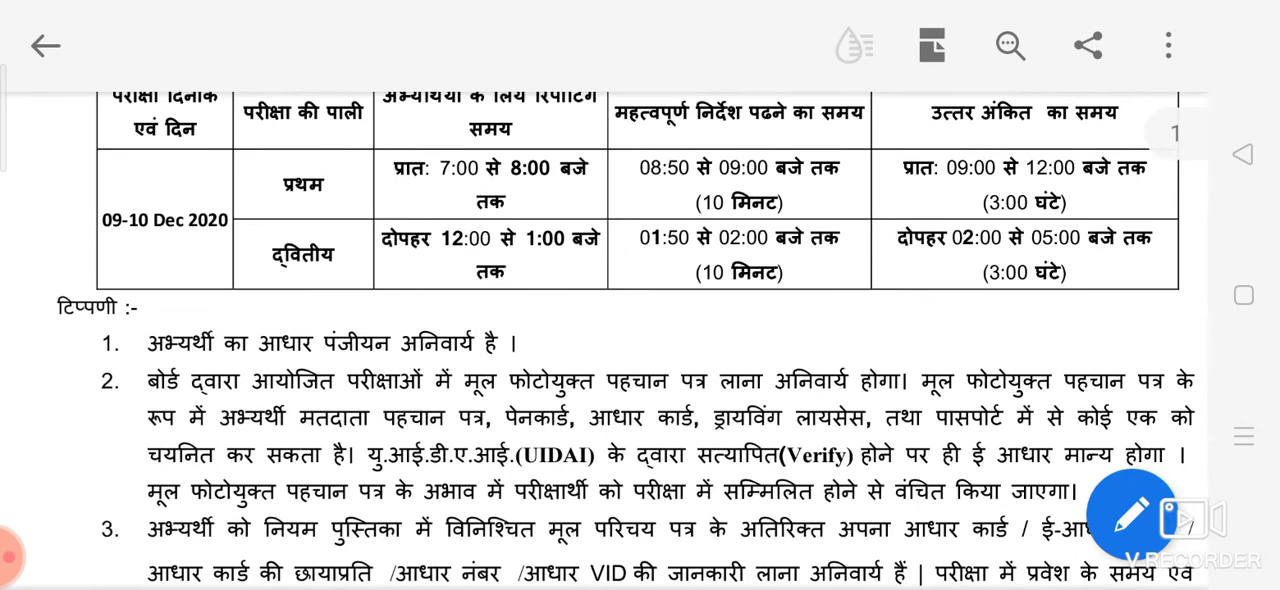 परीक्षा दिनांक
एवं दिन
परीक्षा की पाली
अभ्यर्थियों के लिये रिपोर्टिंग
समय
महत्वपूर्ण निर्देश पढने का समय
उत्तर अंकित का समय
1
09-10 Dec 2020
प्रथम
प्रात: 7:00 से 8:00 बजे
तक
08:50 से 09:00 बजे तक
(10 मिनट)
प्रात: 09:00 से 12:00 बजे तक
(3:00 घंटे)
द्वितीय
दोपहर 12:00 से 1:00 बजे
तक
01:50 से 02:00 बजे तक
(10 मिनट)
दोपहर 02:00 से 05:00 बजे तक
(3:00 घंटे)
टिप्पणी :-
1. अभ्यर्थी का आधार पंजीयन अनिवार्य है ।
2. बोर्ड द्वारा आयोजित परीक्षाओं में मूल फोटोयुक्त पहचान पत्र लाना अनिवार्य होगा। मूल फोटोयुक्त पहचान पत्र के
रूप में अभ्यर्थी मतदाता पहचान पत्र, पेनकार्ड, आधार कार्ड, ड्रायविंग लायसेस, तथा पासपोर्ट में से कोई एक को
चयनित कर सकता है। यु.आई.डी.ए.आई.(UIDAI) के द्वारा सत्यापित(Verify) होने पर ही ई आधार मान्य होगा ।
मूल फोटोयुक्त पहचान पत्र के अभाव में परीक्षार्थी को परीक्षा में सम्मिलित होने से वंचित किया जाएगा।
3. अभ्यर्थी को नियम पुस्तिका में विनिश्चित मूल परिचय पत्र के अतिरिक्त अपना आधार कार्ड / /
आधार कार्ड की छायाप्रति /आधार नंबर /आधार VID की जानकारी लाना अनिवार्य हैं | परीक्षा में प्रवेश के समय एवं
V RECORDER